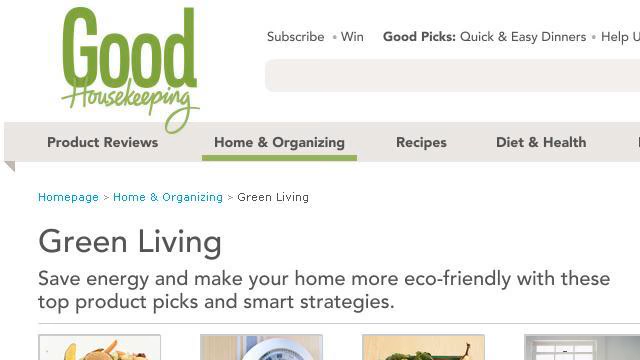 Good
Housekeeping
Subscribe • Win Good Picks: Quick & Easy Dinners • Help U
Product Reviews Home & Organizing Recipes Diet & Health
Homepage > Home & Organizing > Green Living
Green Living
Save energy and make your home more eco-friendly with these
top product picks and smart strategies.